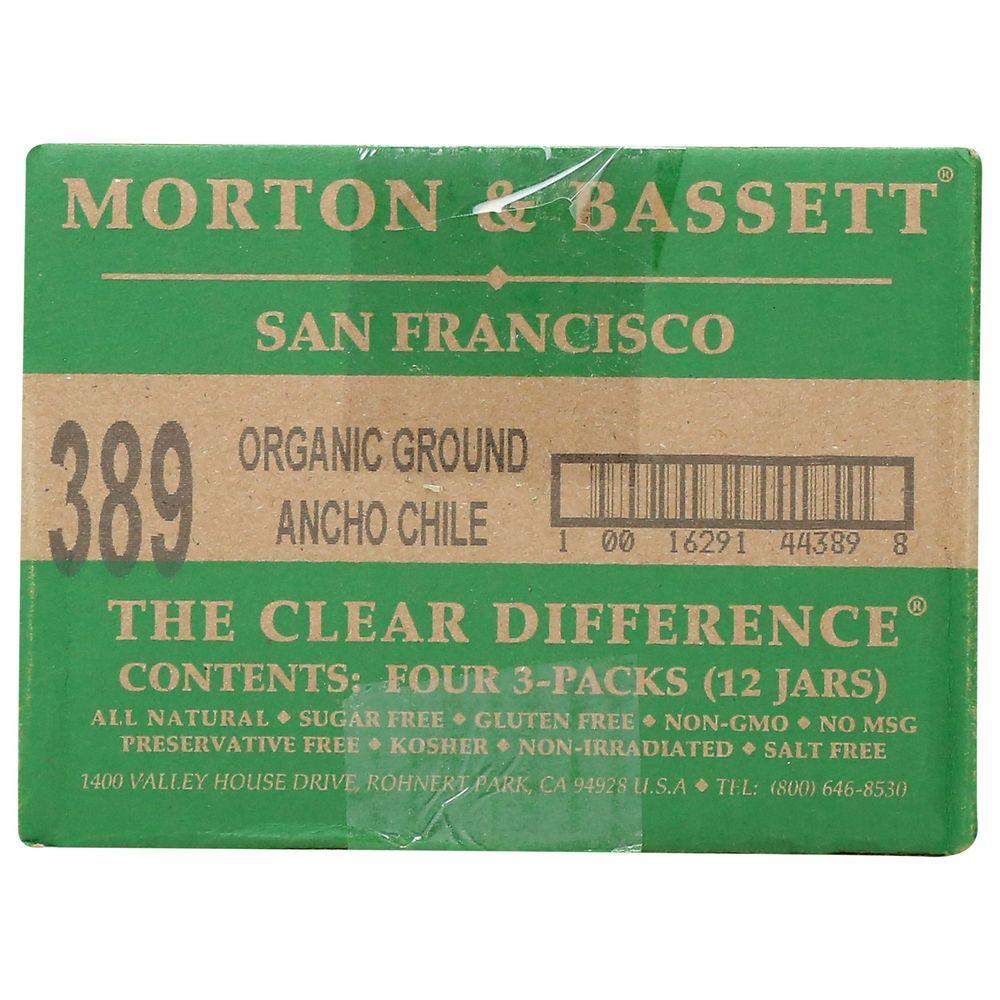 MORTON & BASSETT®
SAN FRANCISCO
389
ORGANIC GROUND
ANCHO CHILE
1 00 16291 44389 8
THE CLEAR DIFFERENCE®
CONTENTS: FOUR 3-PACKS (12 JARS)
ALL NATURAL ◆ SUGAR FREE ◆ GLUTEN FREE ◆ NON-GMO ◆ NO MSG
PRESERVATIVE FREE ◆ KOSHER ◆ NON-IRRADIATED ◆ SALT FREE
1400 VALLEY HOUSE DRIVE, ROHNERT PARK, CA 94928 U.S.A ◆ TEL: (800) 646-8530